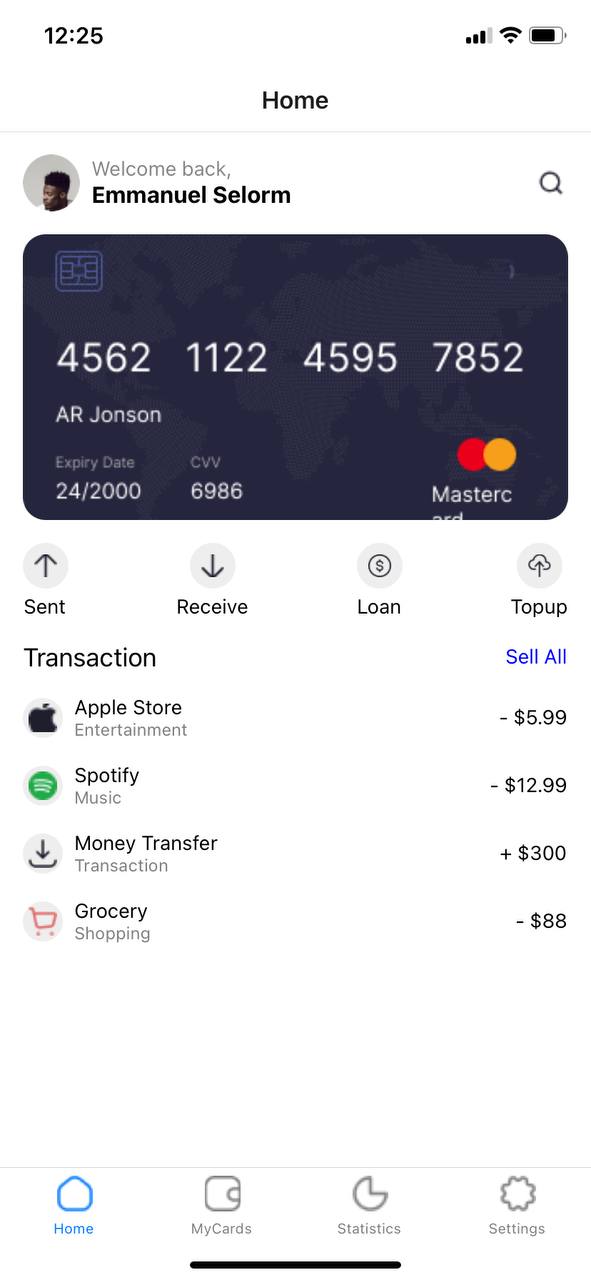 12:25
Home
Welcome back,
Emmanuel Selorm
4562 1122 4595 7852
AR Jonson
Expiry Date CVV
24/2000 6986
Masterc
ard
Sent Receive Loan Topup
Transaction Sell All
Apple Store - $5.99
Entertainment
Spotify - $12.99
Music
Money Transfer + $300
Transaction
Grocery - $88
Shopping
Home MyCards Statistics Settings